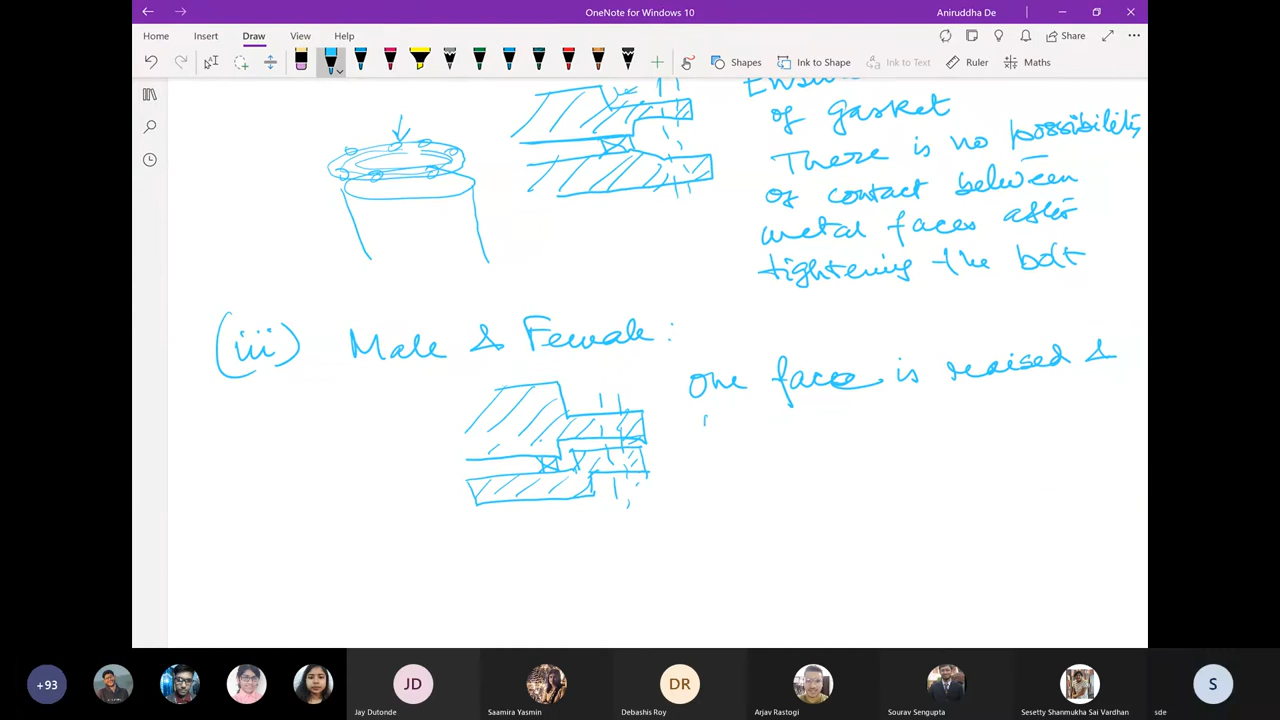 OneNote for Windows 10
Aniruddha De
Home Insert Draw View Help
Share
Shapes
Ink to Shape
Ink to Text
Ruler
Maths
of gasket
There is no possibility
of contact between
metal faces after
tightening the bolt
(iii) Male & Female:
one face is raised &
+93
JD
Jay Dutonde
Saamira Yasmin
DR
Debashis Roy
Arjav Rastogi
Sourav Sengupta
Sesetty Shanmukha Sai Vardhan
S
sde